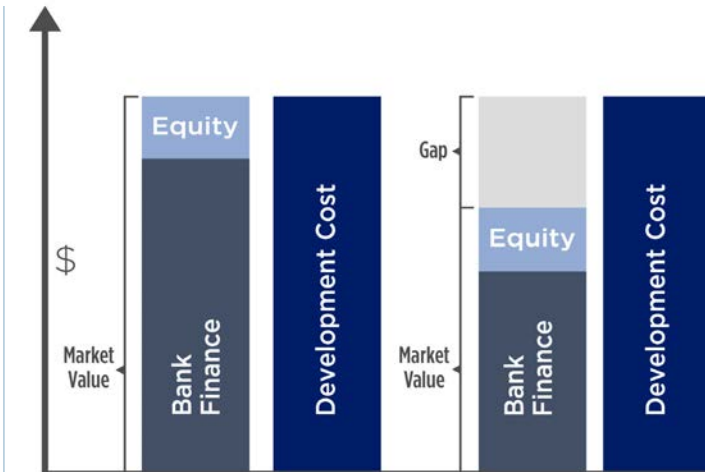 $
Market
Value
Equity
Bank
Finance
Development Cost
Gap
Market
Value
Equity
Bank
Finance
Development Cost